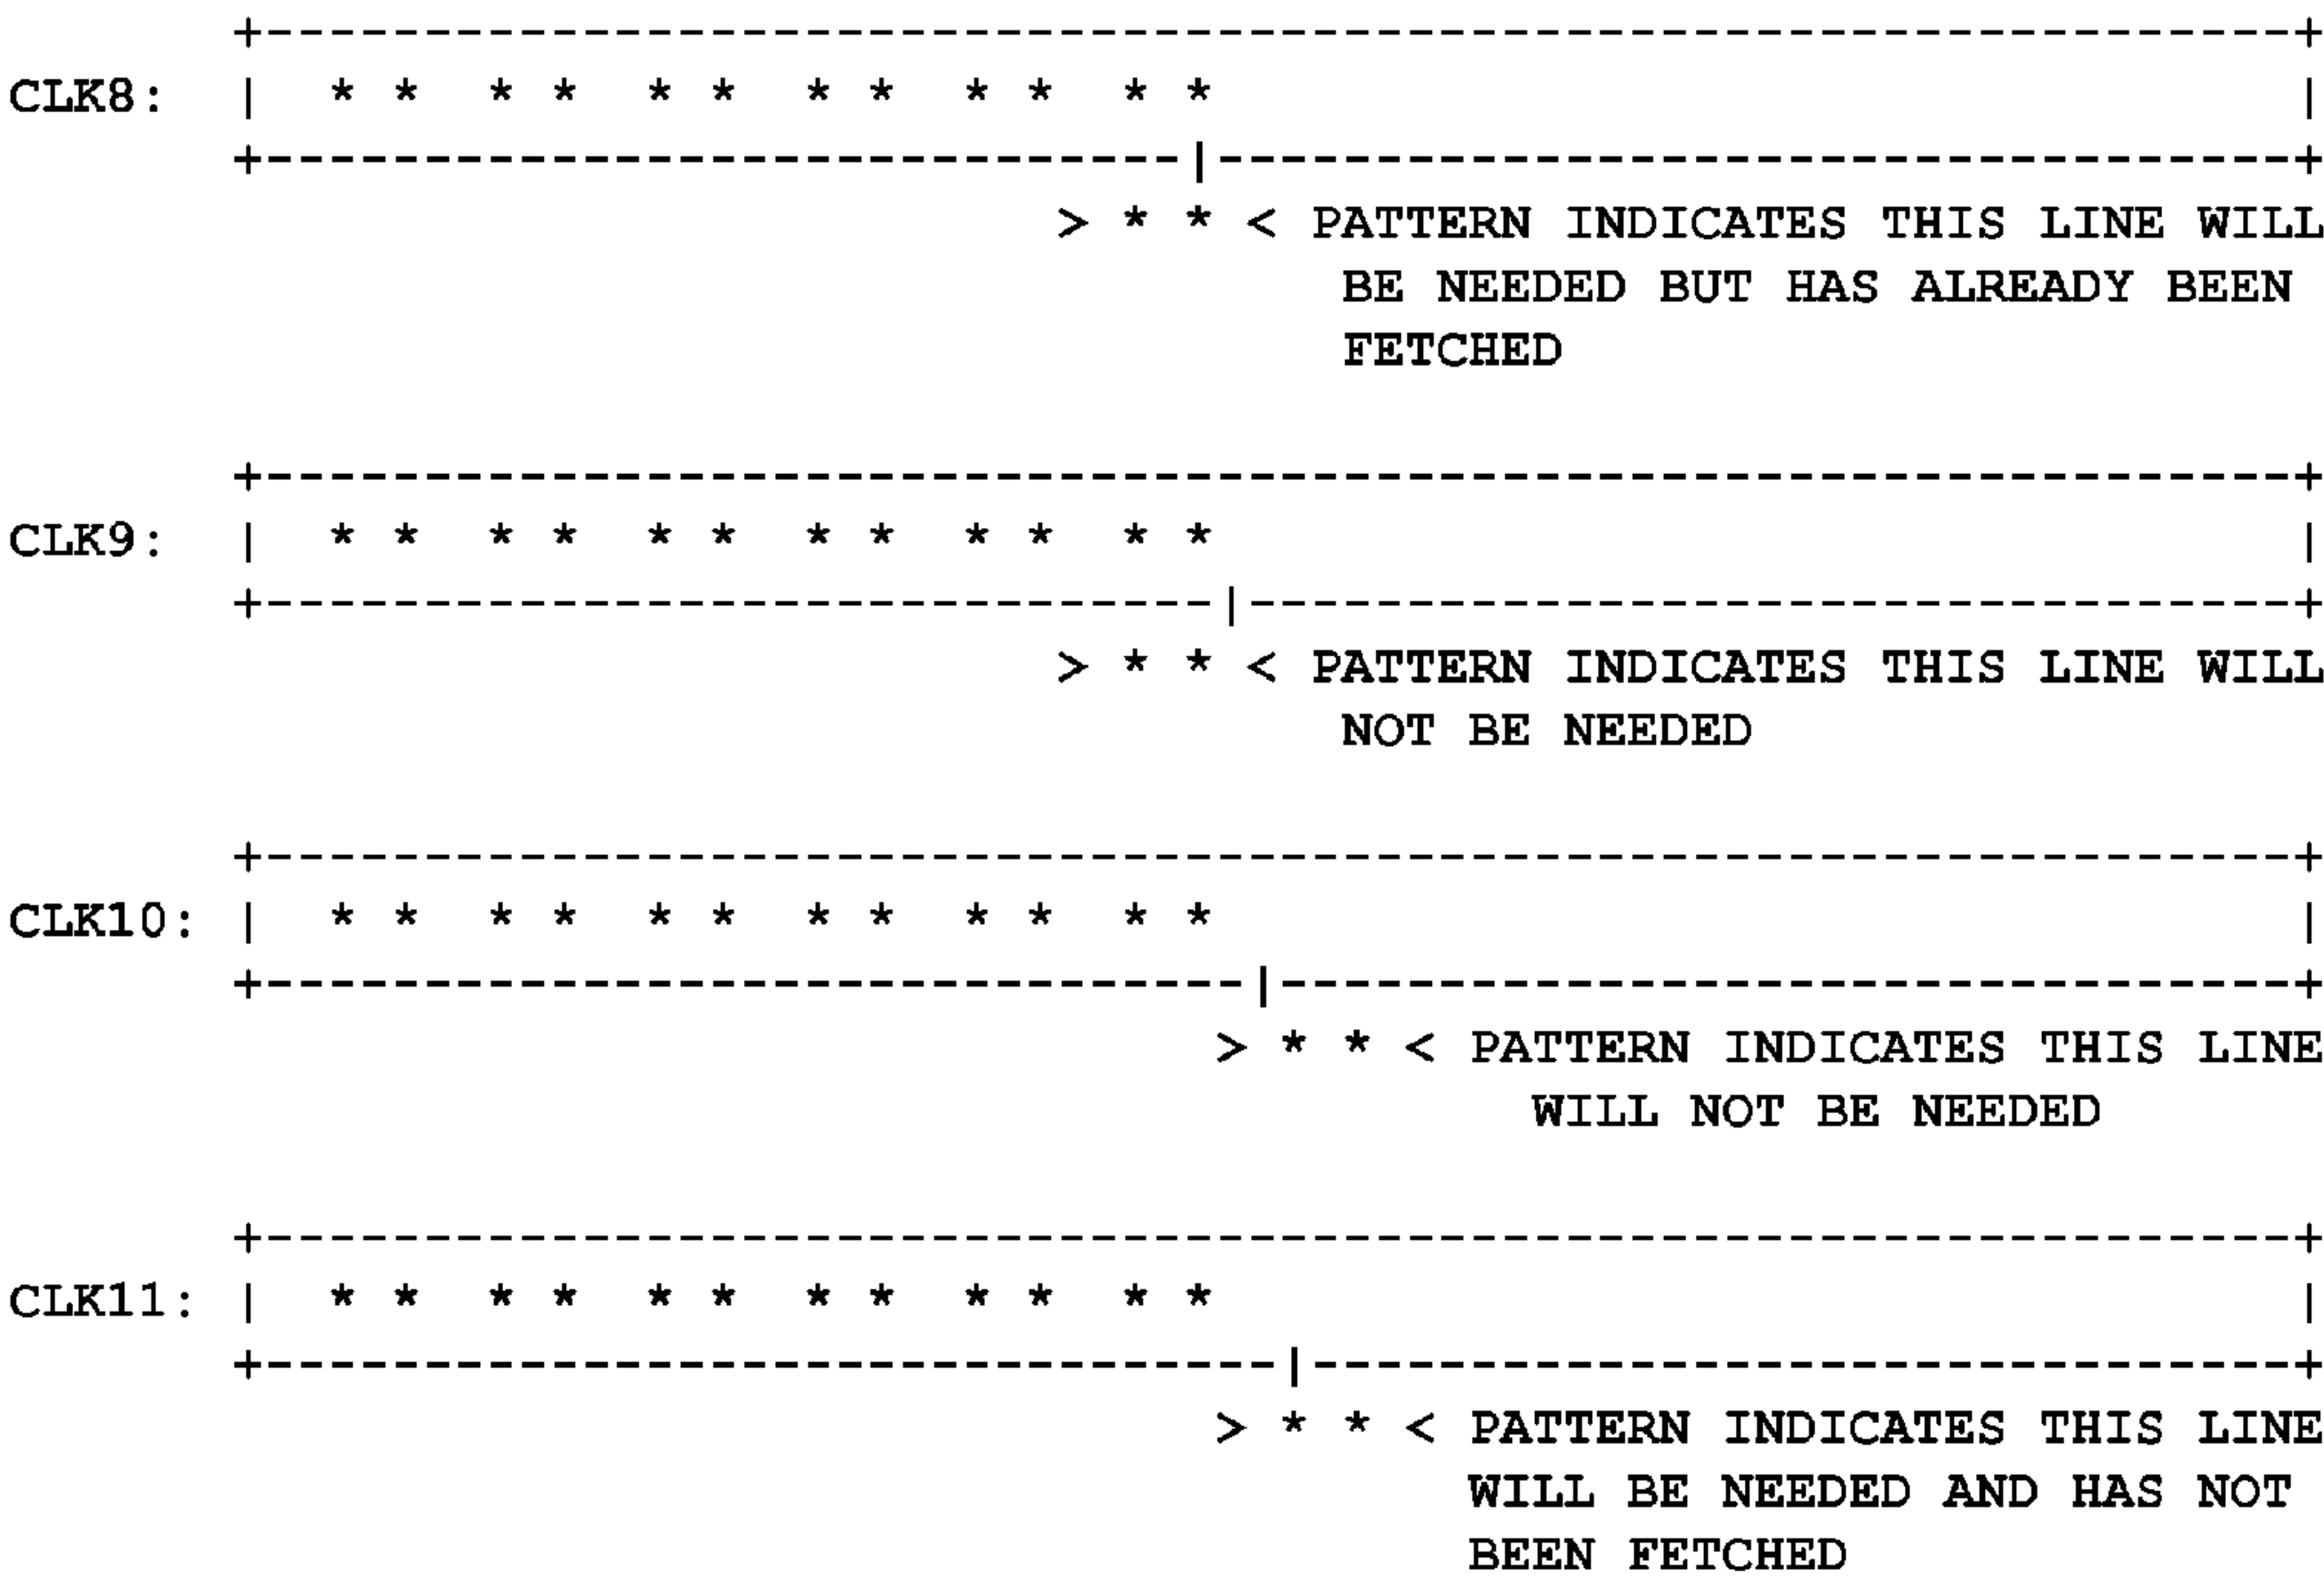 +-----------------------------------------------------------------+
CLK8: | * * * * * * * * * * * * |
+-----------------------------|-----------------------------------+
> * * < PATTERN INDICATES THIS LINE WILL
BE NEEDED BUT HAS ALREADY BEEN
FETCHED
+-----------------------------------------------------------------+
CLK9: | * * * * * * * * * * * * |
+------------------------------|----------------------------------+
> * * < PATTERN INDICATES THIS LINE WILL
NOT BE NEEDED
+-----------------------------------------------------------------+
CLK10: | * * * * * * * * * * * * |
+-------------------------------|---------------------------------+
> * * < PATTERN INDICATES THIS LINE
WILL NOT BE NEEDED
+-----------------------------------------------------------------+
CLK11: | * * * * * * * * * * * * |
+--------------------------------|--------------------------------+
> * * < PATTERN INDICATES THIS LINE
WILL BE NEEDED AND HAS NOT
BEEN FETCHED